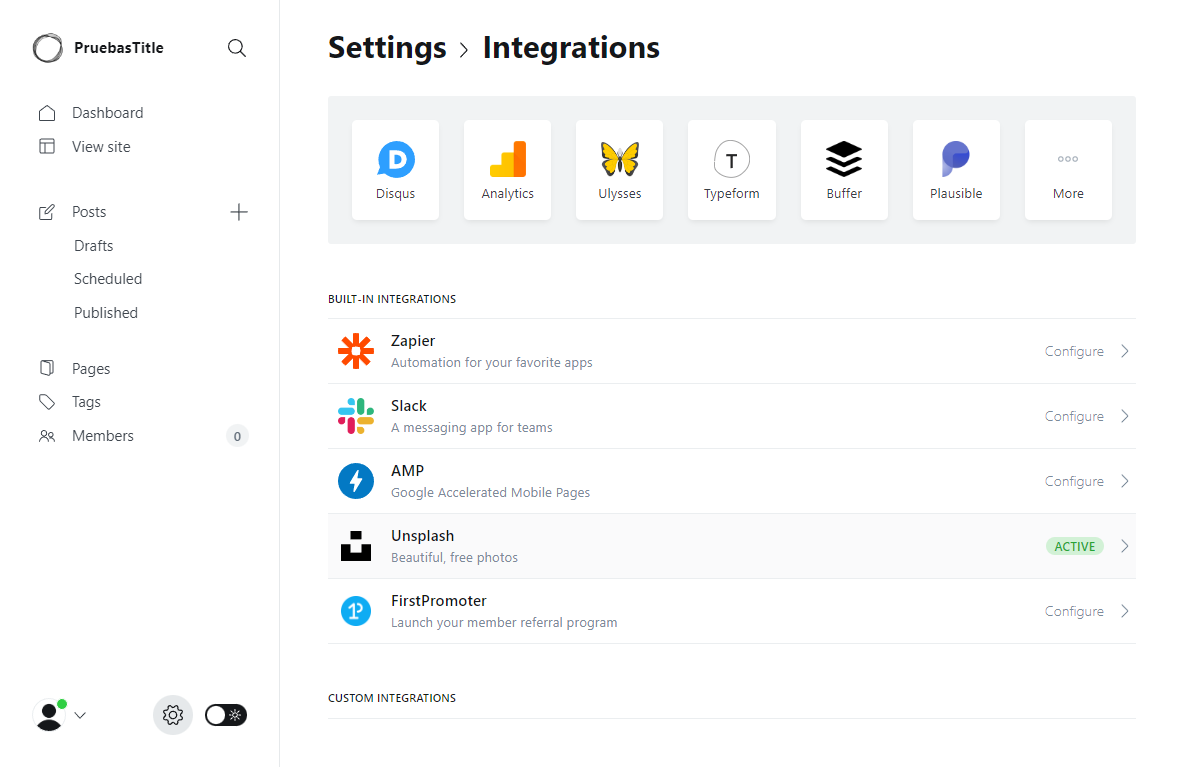 PruebasTitle
Dashboard
View site
Posts
Drafts
Scheduled
Published
Pages
Tags
Members 0
Settings › Integrations
D
Disqus
Analytics
Ulysses
T
Typeform
Buffer
Plausible
More
BUILT-IN INTEGRATIONS
Zapier
Automation for your favorite apps
Configure
Slack
A messaging app for teams
Configure
AMP
Google Accelerated Mobile Pages
Configure
Unsplash
Beautiful, free photos
ACTIVE
FirstPromoter
Launch your member referral program
Configure
CUSTOM INTEGRATIONS